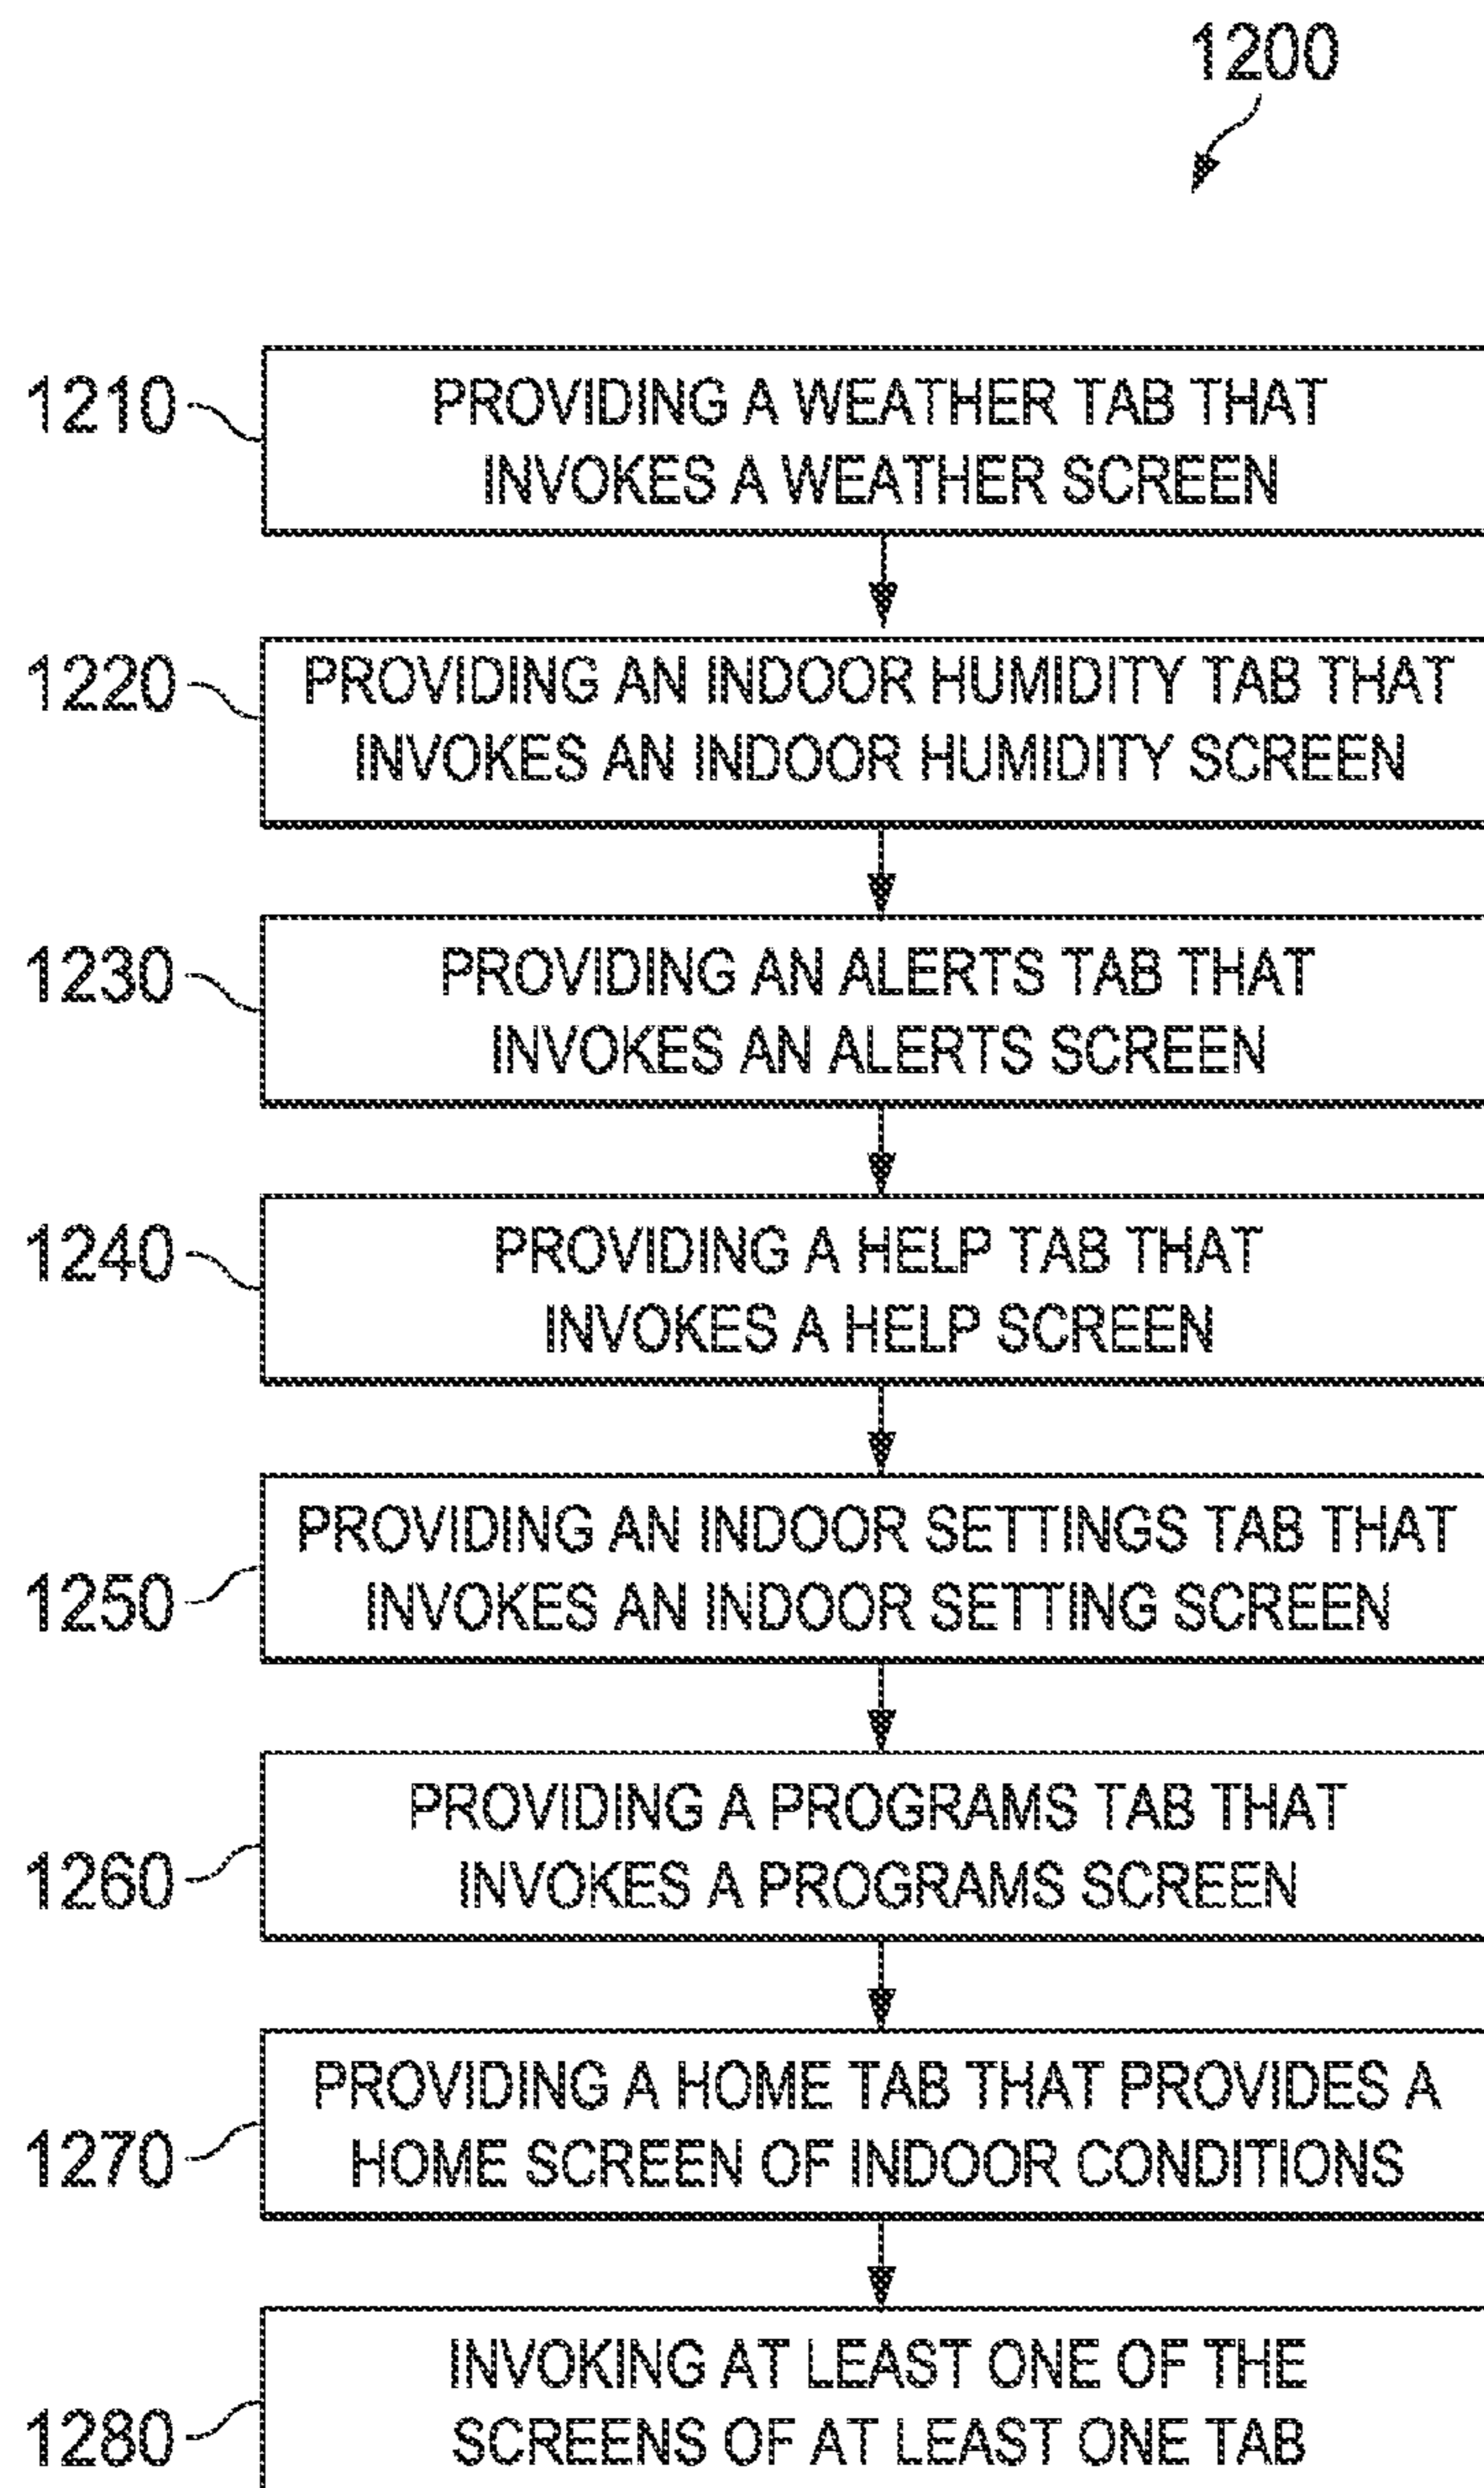 1200
1210
PROVIDING A WEATHER TAB THAT
INVOKES A WEATHER SCREEN
1220
PROVIDING AN INDOOR HUMIDITY TAB THAT
INVOKES AN INDOOR HUMIDITY SCREEN
1230
PROVIDING AN ALERTS TAB THAT
INVOKES AN ALERTS SCREEN
1240
PROVIDING A HELP TAB THAT
INVOKES A HELP SCREEN
1250
PROVIDING AN INDOOR SETTINGS TAB THAT
INVOKES AN INDOOR SETTING SCREEN
1260
PROVIDING A PROGRAMS TAB THAT
INVOKES A PROGRAMS SCREEN
1270
PROVIDING A HOME TAB THAT PROVIDES A
HOME SCREEN OF INDOOR CONDITIONS
1280
INVOKING AT LEAST ONE OF THE
SCREENS OF AT LEAST ONE TAB